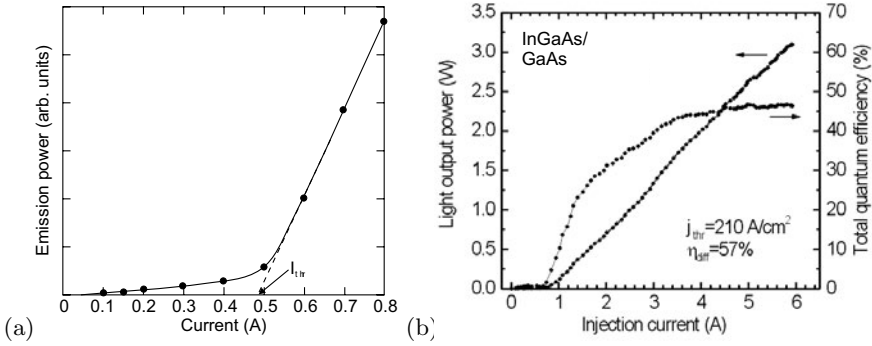 Emission power (arb. units)
I_thr
0 0.1 0.2 0.3 0.4 0.5 0.6 0.7 0.8
Current (A)
(a)
InGaAs/
GaAs
Light output power (W)
3.5
3.0
2.5
2.0
1.5
1.0
0.5
0.0
70
60
50
40
30
20
10
0
Total quantum efficiency (%)
j_thr=210 A/cm²
η_diff=57%
0 1 2 3 4 5 6
Injection current (A)
(b)